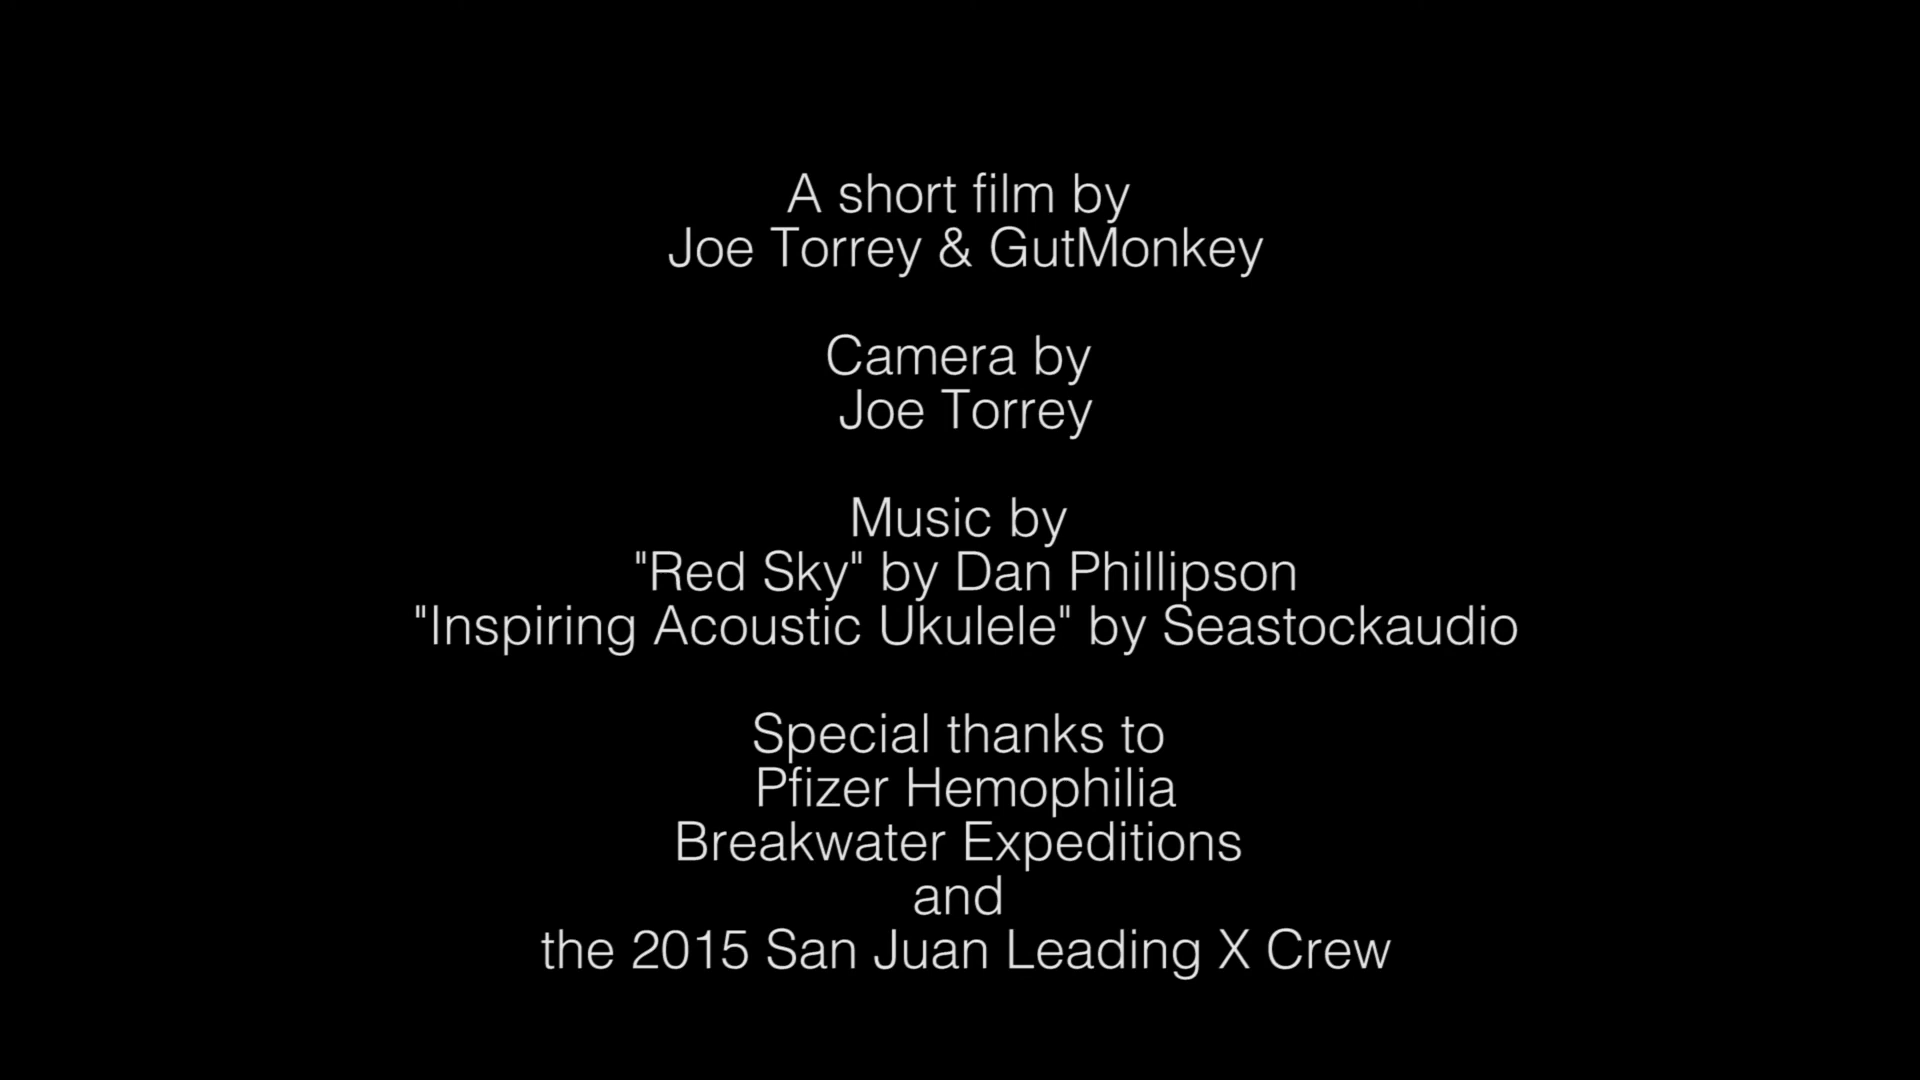 A short film by
Joe Torrey & GutMonkey
Camera by
Joe Torrey
Music by
"Red Sky" by Dan Phillipson
"Inspiring Acoustic Ukulele" by Seastockaudio
Special thanks to
Pfizer Hemophilia
Breakwater Expeditions
and
the 2015 San Juan Leading X Crew